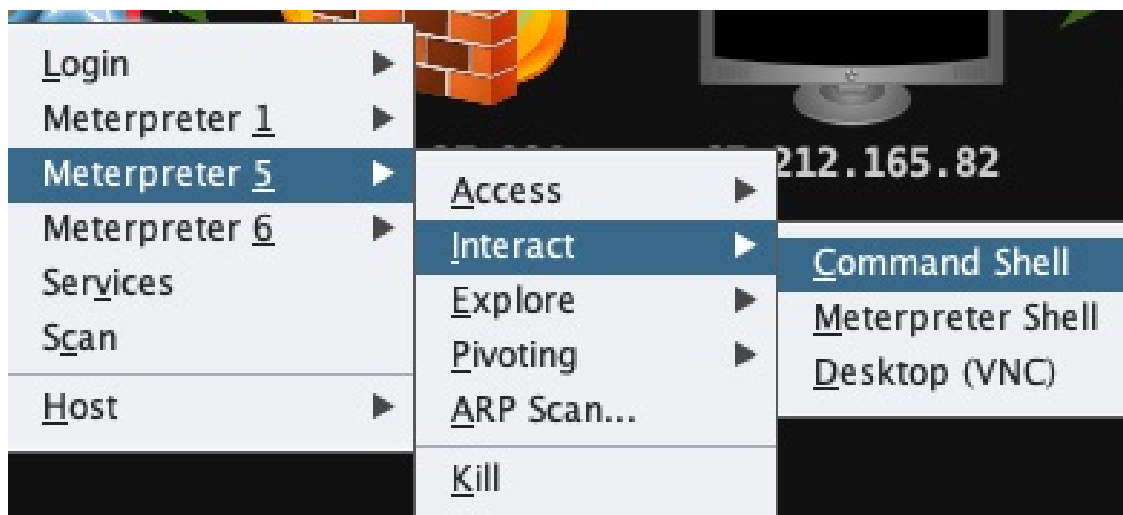 Login
Meterpreter 1
Meterpreter 5
Meterpreter 6
Services
Scan
Host
Access
Interact
Explore
Pivoting
ARP Scan...
Kill
212.165.82
Command Shell
Meterpreter Shell
Desktop (VNC)